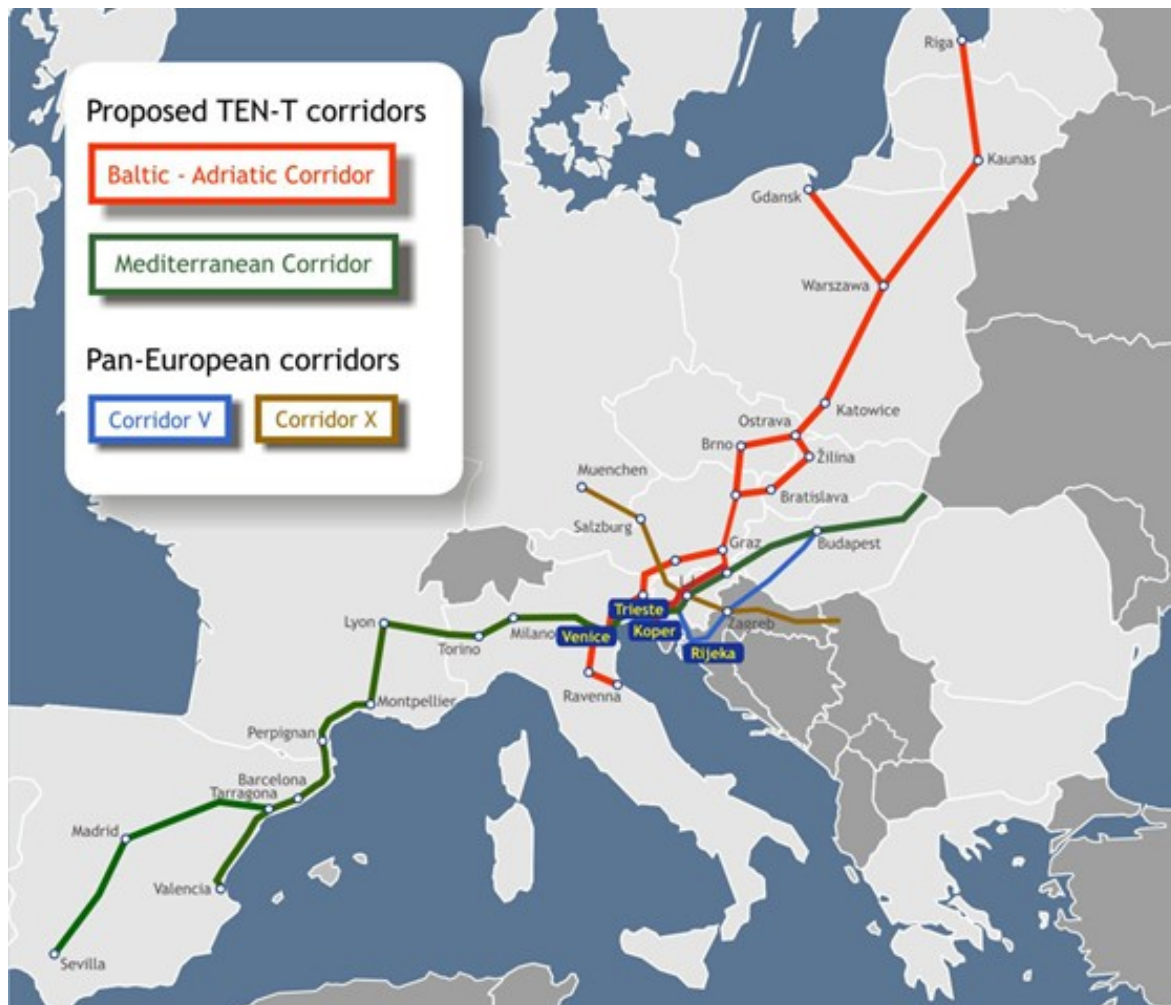 Proposed TEN-T corridors
Baltic - Adriatic Corridor
Mediterranean Corridor
Pan-European corridors
Corridor V
Corridor X
Riga
Kaunas
Gdansk
Warszawa
Katowice
Ostrava
Brno
Žilina
Muenchen
Bratislava
Salzburg
Graz
Budapest
Trieste
Zagreb
Lyon
Milano
Venice
Koper
Torino
Rijeka
Ravenna
Montpellier
Perpignan
Barcelona
Tarragona
Madrid
Valencia
Sevilla